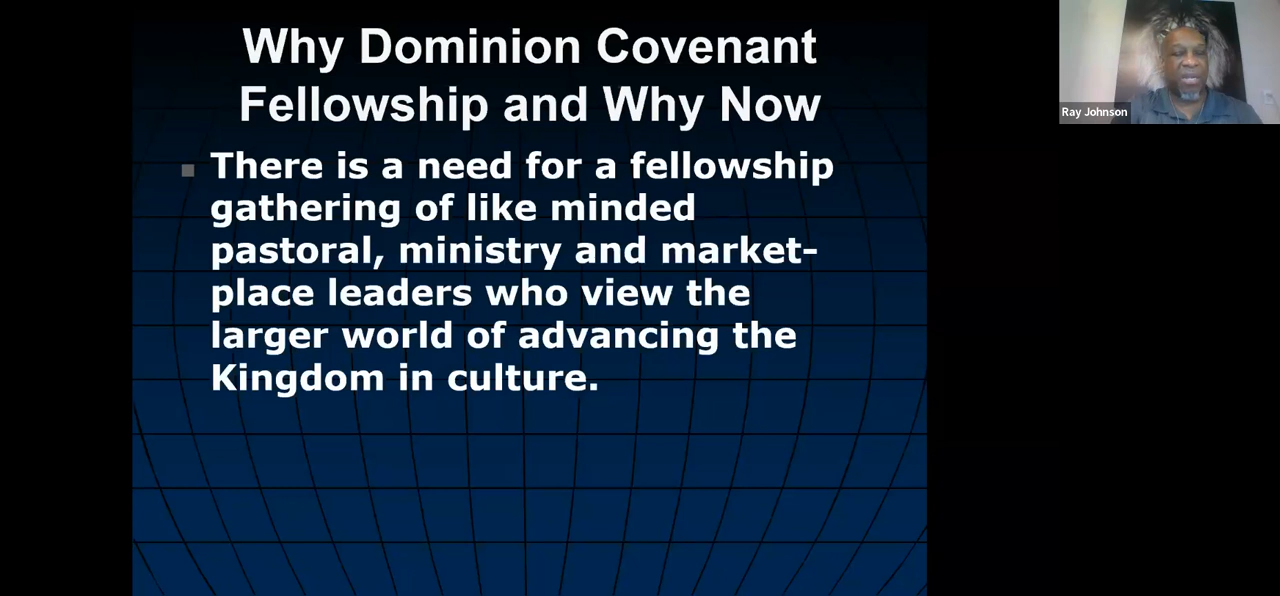 Why Dominion Covenant
Fellowship and Why Now
There is a need for a fellowship
gathering of like minded
pastoral, ministry and market-
place leaders who view the
larger world of advancing the
Kingdom in culture.
Ray Johnson